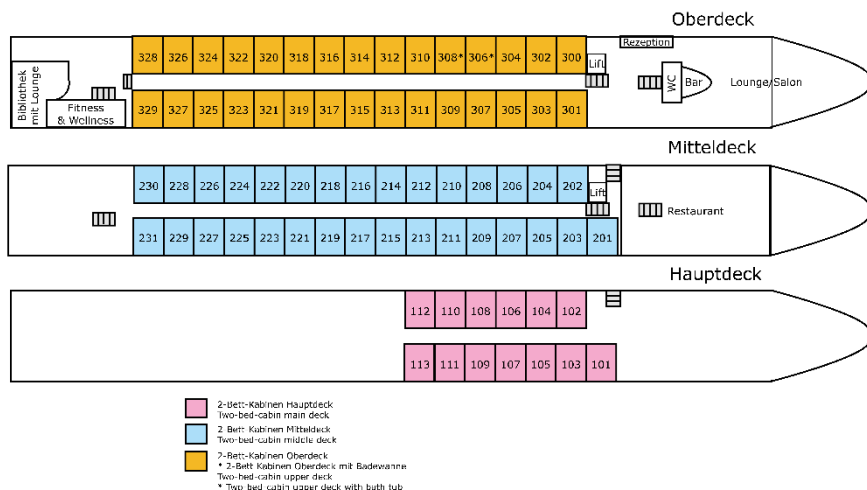 Oberdeck
Rezeption
328 326 324 322 320 318 316 314 312 310 308* 306* 304 302 300
Lift
Bibliothek
mit Lounge
WC
Bar
Lounge/Salon
Fitness
& Wellness
329 327 325 323 321 319 317 315 313 311 309 307 305 303 301
Mitteldeck
230 228 226 224 222 220 218 216 214 212 210 208 206 204 202
Lift
Restaurant
231 229 227 225 223 221 219 217 215 213 211 209 207 205 203 201
Hauptdeck
112 110 108 106 104 102
113 111 109 107 105 103 101
2-Bett-Kabinen Hauptdeck
Two-bed-cabin main deck
2 Bett Kabinen Mitteldeck
Two-bed-cabin middle deck
2-Bett-Kabinen Oberdeck
* 2-Bett Kabinen Oberdeck mit Badewanne
Two-bed-cabin upper deck
* Two bed cabin upper deck with bath tub